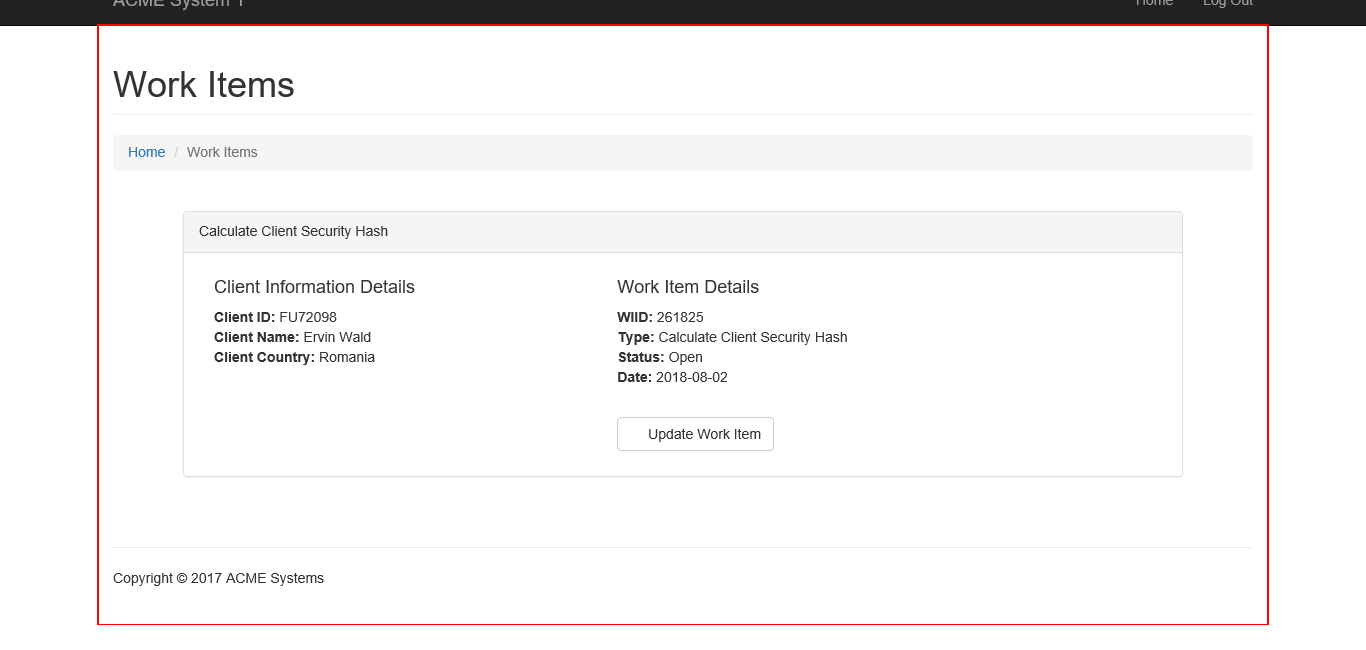 ACME System 1 Home Log Out
Work Items
Home / Work Items
Calculate Client Security Hash
Client Information Details
Client ID: FU72098
Client Name: Ervin Wald
Client Country: Romania
Work Item Details
WIID: 261825
Type: Calculate Client Security Hash
Status: Open
Date: 2018-08-02
Update Work Item
Copyright © 2017 ACME Systems